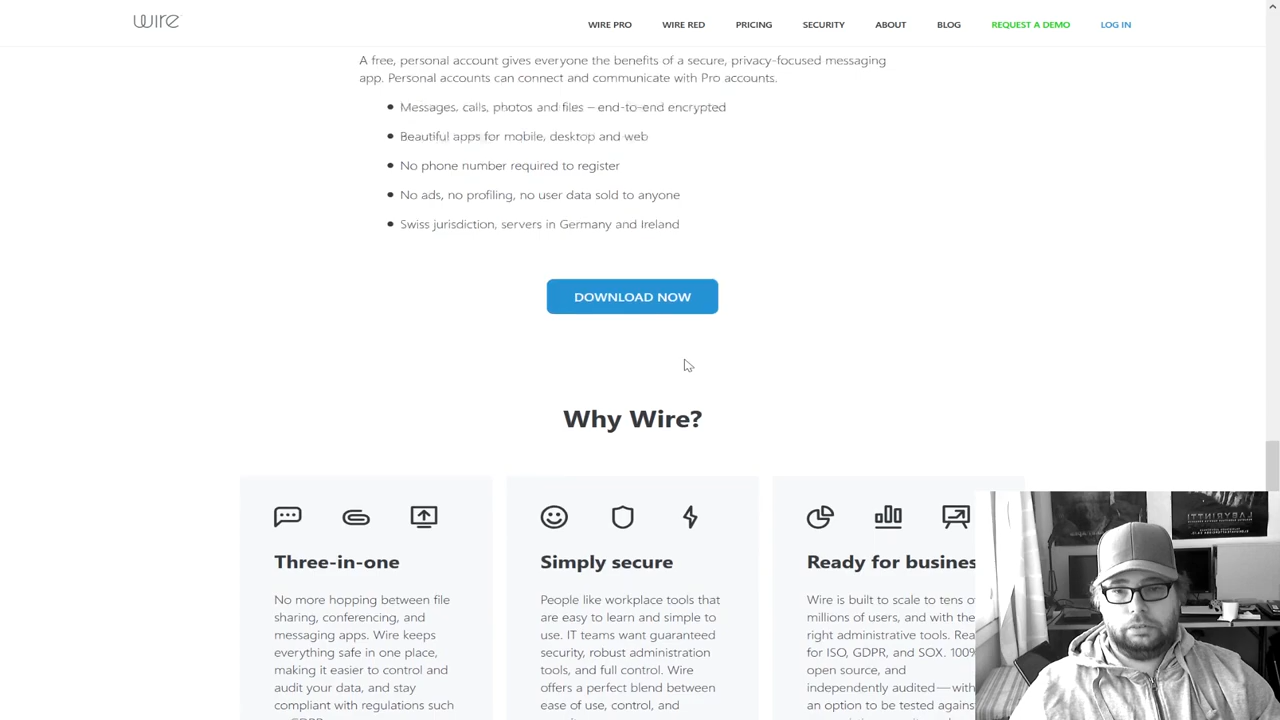 wire
WIRE PRO WIRE RED PRICING SECURITY ABOUT BLOG REQUEST A DEMO LOG IN
A free, personal account gives everyone the benefits of a secure, privacy-focused messaging
app. Personal accounts can connect and communicate with Pro accounts.
• Messages, calls, photos and files – end-to-end encrypted
• Beautiful apps for mobile, desktop and web
• No phone number required to register
• No ads, no profiling, no user data sold to anyone
• Swiss jurisdiction, servers in Germany and Ireland
DOWNLOAD NOW
Why Wire?
Three-in-one
No more hopping between file
sharing, conferencing, and
messaging apps. Wire keeps
everything safe in one place,
making it easier to control and
audit your data, and stay
compliant with regulations such
Simply secure
People like workplace tools that
are easy to learn and simple to
use. IT teams want guaranteed
security, robust administration
tools, and full control. Wire
offers a perfect blend between
ease of use, control, and
Ready for busines
Wire is built to scale to tens o
millions of users, and with the
right administrative tools. Rea
for ISO, GDPR, and SOX. 100%
open source, and
independently audited—with
an option to be tested against